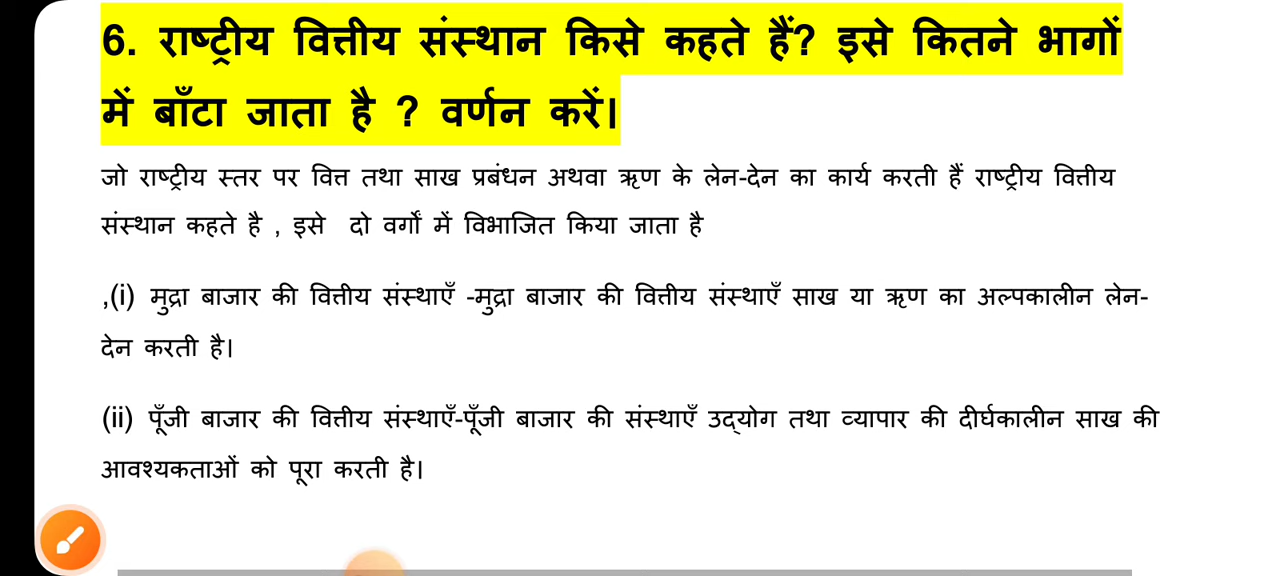 6. राष्ट्रीय वित्तीय संस्थान किसे कहते हैं? इसे कितने भागों
में बाँटा जाता है ? वर्णन करें।
जो राष्ट्रीय स्तर पर वित्त तथा साख प्रबंधन अथवा ऋण के लेन-देन का कार्य करती हैं राष्ट्रीय वित्तीय
संस्थान कहते है , इसे दो वर्गों में विभाजित किया जाता है
,(i) मुद्रा बाजार की वित्तीय संस्थाएँ -मुद्रा बाजार की वित्तीय संस्थाएँ साख या ऋण का अल्पकालीन लेन-
देन करती है।
(ii) पूँजी बाजार की वित्तीय संस्थाएँ-पूँजी बाजार की संस्थाएँ उद्योग तथा व्यापार की दीर्घकालीन साख की
आवश्यकताओं को पूरा करती है।